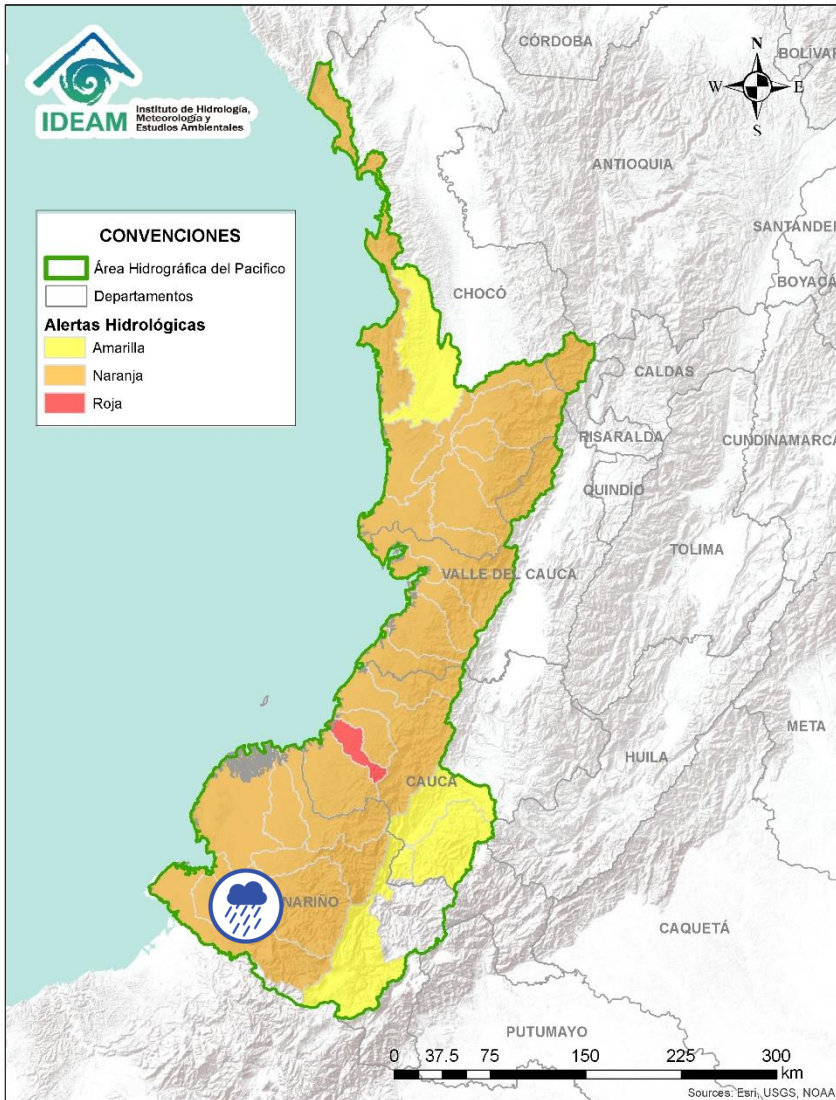 IDEAM
Instituto de Hidrología,
Meteorología y
Estudios Ambientales
N
W
E
S
CÓRDOBA
BOLÍVAR
ANTIOQUIA
SANTANDER
BOYACÁ
CHOCÓ
CALDAS
RISARALDA
CUNDINAMARCA
QUINDÍO
TOLIMA
VALLE DEL CAUCA
META
HUILA
CAUCA
NARIÑO
CAQUETÁ
PUTUMAYO
CONVENCIONES
Área Hidrográfica del Pacifico
Departamentos
Alertas Hidrológicas
Amarilla
Naranja
Roja
0 37.5 75 150 225 300
km
Sources: Esri, USGS, NOAA